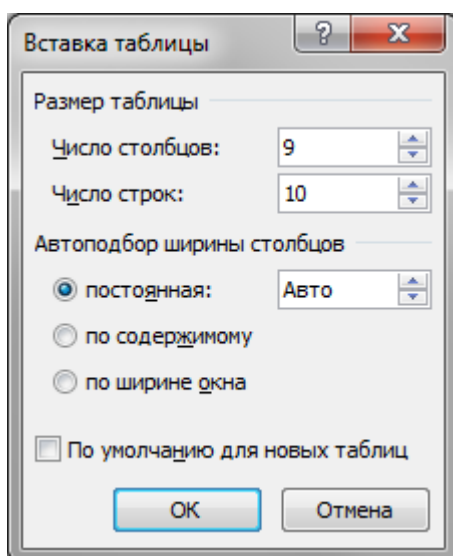 Вставка таблицы
?
Размер таблицы
Число столбцов: 9
Число строк: 10
Автоподбор ширины столбцов
постоянная: Авто
по содержимому
по ширине окна
По умолчанию для новых таблиц
ОК Отмена